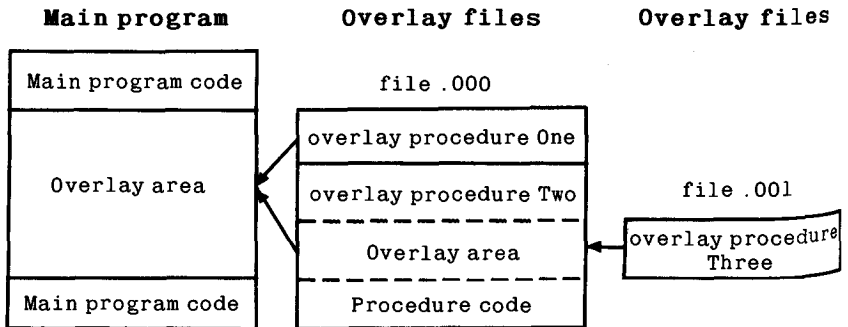 Main program
Overlay files
Overlay files
Main program code
Overlay area
Main program code
file .000
overlay procedure One
overlay procedure Two
Overlay area
Procedure code
file .001
overlay procedure
Three